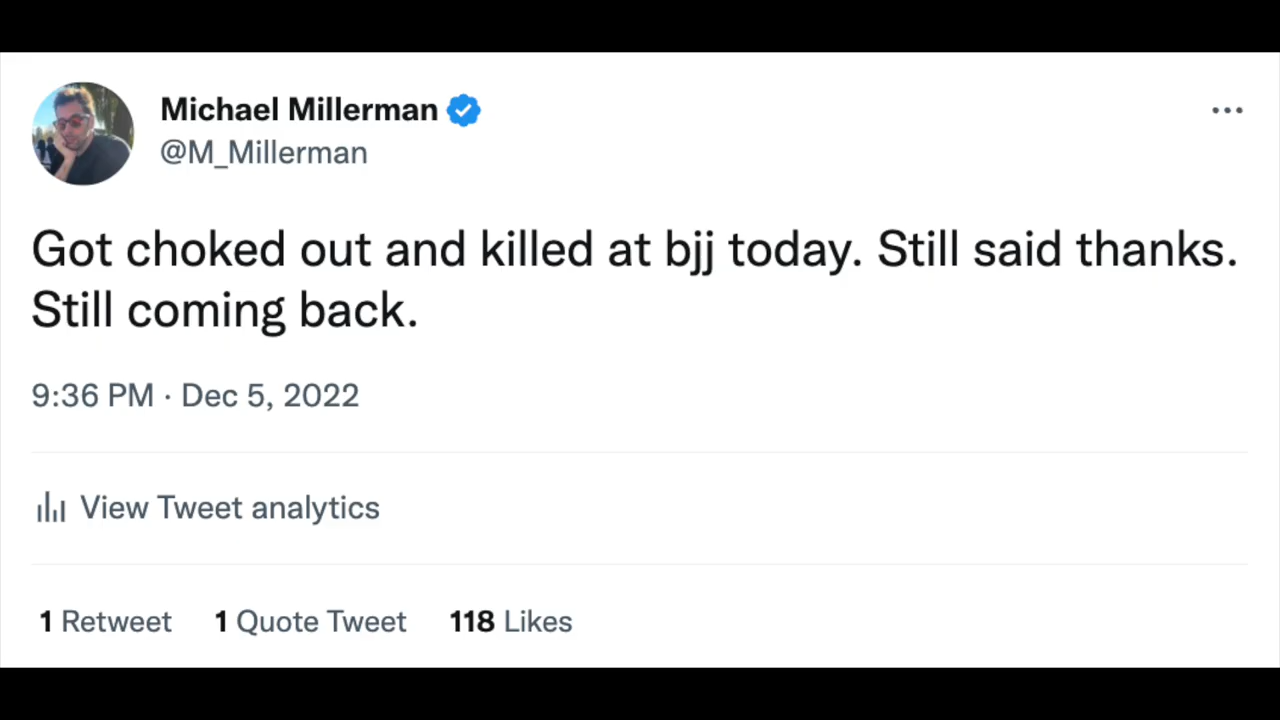 Michael Millerman
@M_Millerman
Got choked out and killed at bjj today. Still said thanks.
Still coming back.
9:36 PM · Dec 5, 2022
View Tweet analytics
1 Retweet 1 Quote Tweet 118 Likes